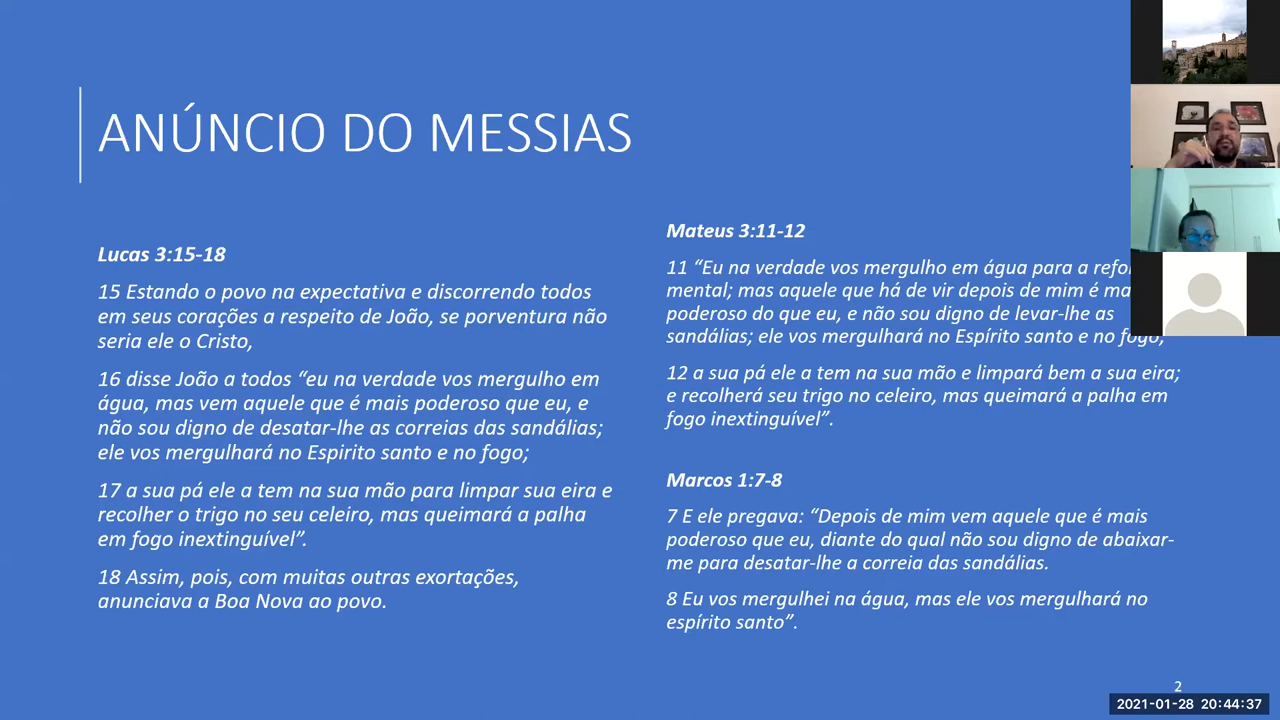 ANÚNCIO DO MESSIAS
Lucas 3:15-18
15 Estando o povo na expectativa e discorrendo todos
em seus corações a respeito de João, se porventura não
seria ele o Cristo,
16 disse João a todos “eu na verdade vos mergulho em
água, mas vem aquele que é mais poderoso que eu, e
não sou digno de desatar-lhe as correias das sandálias;
ele vos mergulhará no Espirito santo e no fogo;
17 a sua pá ele a tem na sua mão para limpar sua eira e
recolher o trigo no seu celeiro, mas queimará a palha
em fogo inextinguível”.
18 Assim, pois, com muitas outras exortações,
anunciava a Boa Nova ao povo.
Mateus 3:11-12
11 “Eu na verdade vos mergulho em água para a
mental; mas aquele que há de vir depois de mim é
poderoso do que eu, e não sou digno de levar-lhe as
sandálias; ele vos mergulhará no Espírito santo e no fogo;
12 a sua pá ele a tem na sua mão e limpará bem a sua eira;
e recolherá seu trigo no celeiro, mas queimará a palha em
fogo inextinguível”.
Marcos 1:7-8
7 E ele pregava: “Depois de mim vem aquele que é mais
poderoso que eu, diante do qual não sou digno de abaixar-
me para desatar-lhe a correia das sandálias.
8 Eu vos mergulhei na água, mas ele vos mergulhará no
espírito santo”.
2
2021-01-28 20:44:37